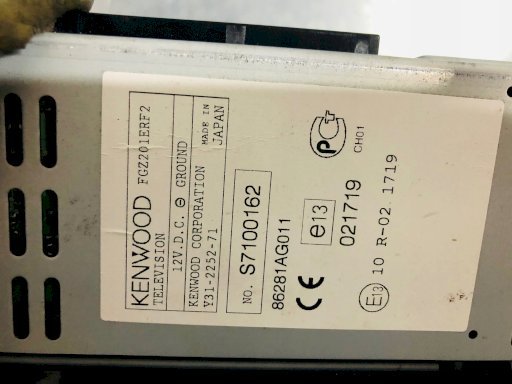 KENWOOD FGZ201ERF2
TELEVISION
12V.D.C. ⊖ GROUND
KENWOOD CORPORATION
Y31-2252-71
MADE IN
JAPAN
NO. S7100162
86281AG011
CE e13 021719
E13 10 R-02 1719
PCT
CH01